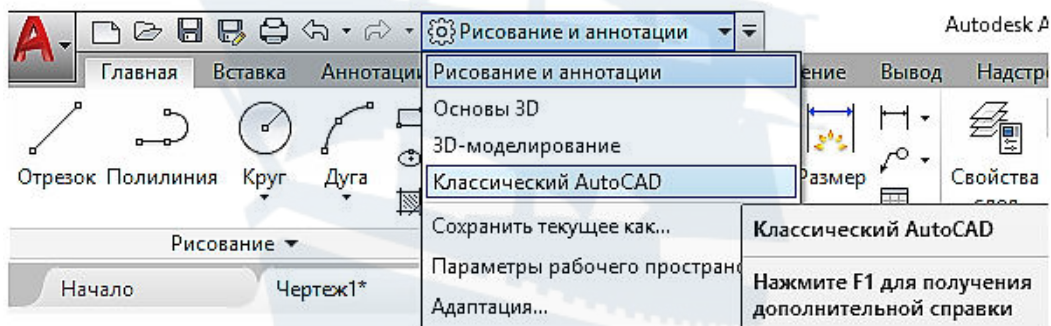 Рисование и аннотации
Autodesk A
Главная Вставка Аннотации Рисование и аннотации ение Вывод Надстр
Основы 3D
3D-моделирование
Отрезок Полилиния Круг Дуга Классический AutoCAD Размер Свойства
Сохранить текущее как... Классический AutoCAD
Рисование
Параметры рабочего простран
Начало Чертеж1* Нажмите F1 для получения
Адаптация... дополнительной справки